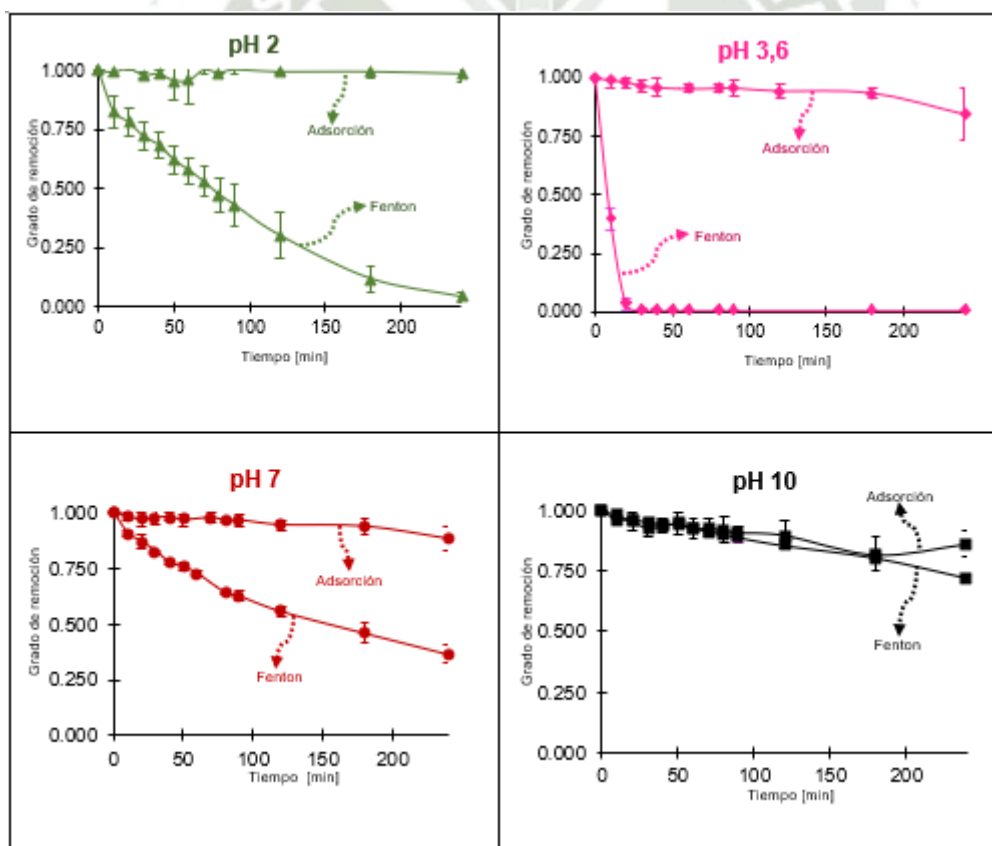 pH 2
1.000
0.750
0.500
0.250
0.000
0
50
100
150
200
Grado de remoción
Tiempo [min]
Adsorción
Fenton
pH 3,6
1.000
0.750
0.500
0.250
0.000
0
50
100
150
200
Grado de remoción
Tiempo [min]
Adsorción
Fenton
pH 7
1.000
0.750
0.500
0.250
0.000
0
50
100
150
200
Grado de remoción
Tiempo [min]
Adsorción
Fenton
pH 10
1.000
0.750
0.500
0.250
0.000
0
50
100
150
200
Grado de remoción
Tiempo [min]
Adsorción
Fenton